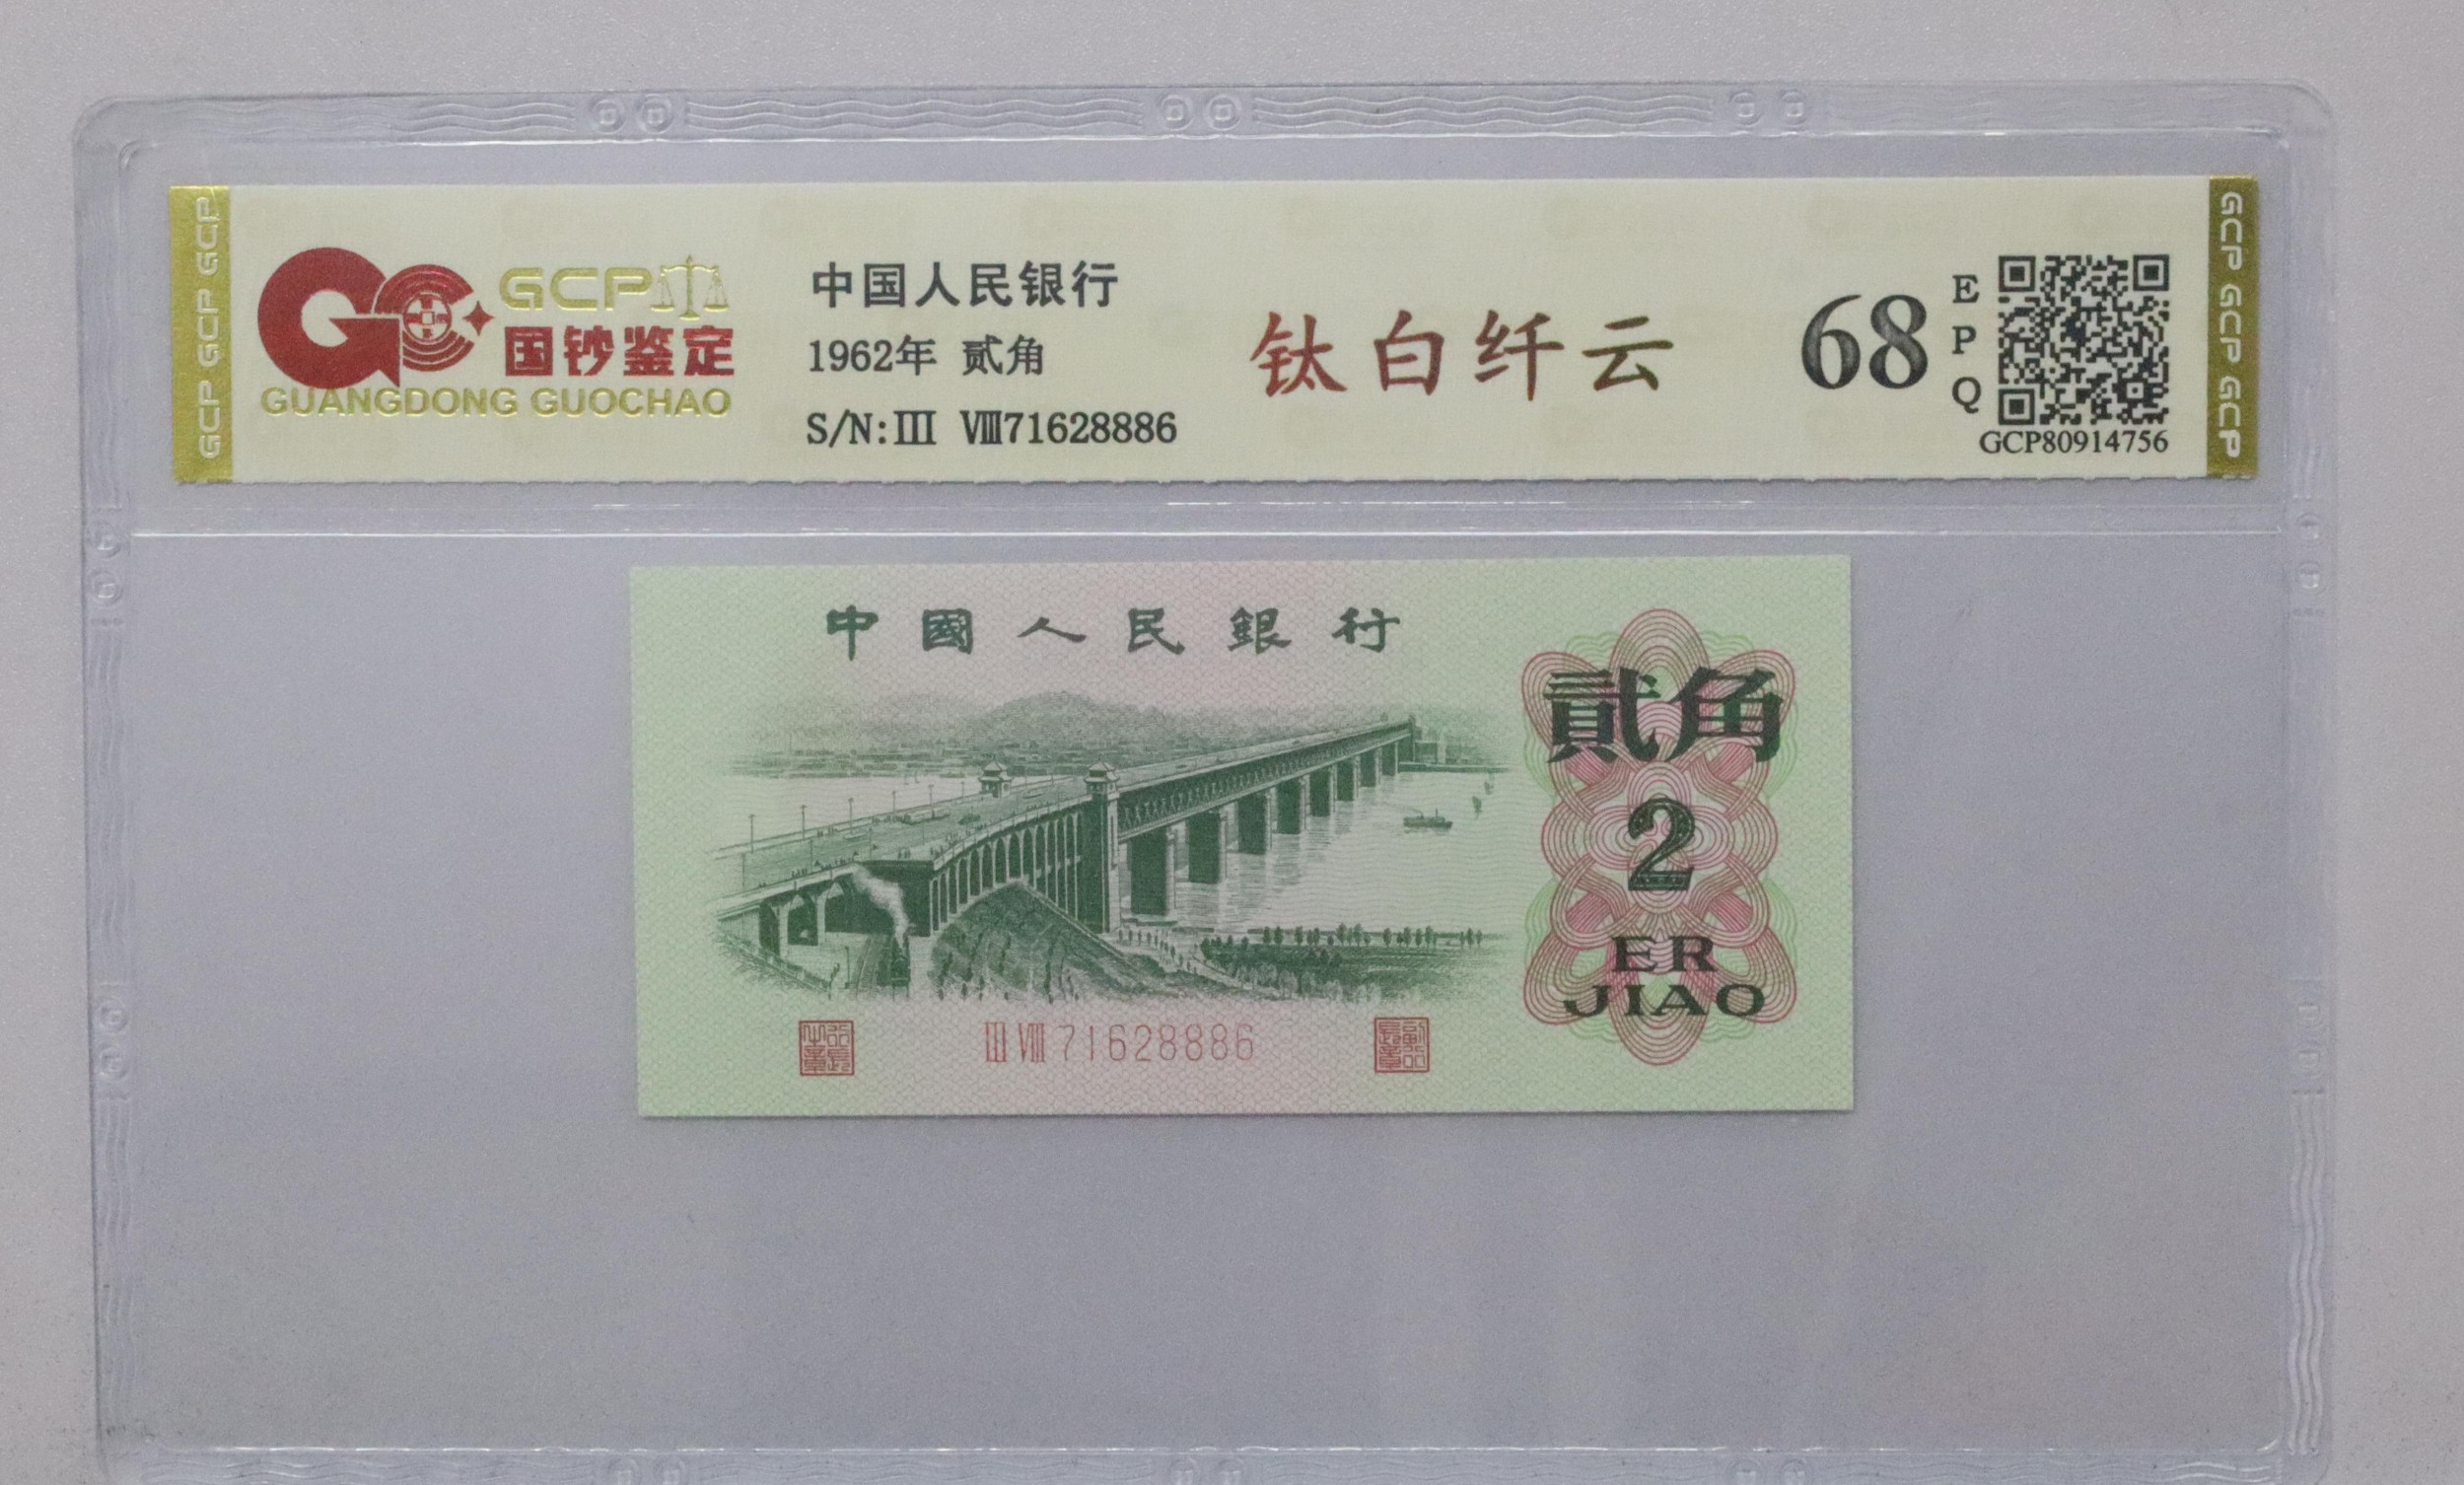 GCP GCP GCP
GCP
国钞鉴定
GUANGDONG GUOCHAO
中国人民银行
1962年 贰角
S/N:Ⅲ Ⅷ71628886
钛白纤云
68
EPQ
GCP80914756
GCP GCP GCP
中國人民銀行
貳角
2
ER
JIAO
Ⅲ Ⅷ 71628886